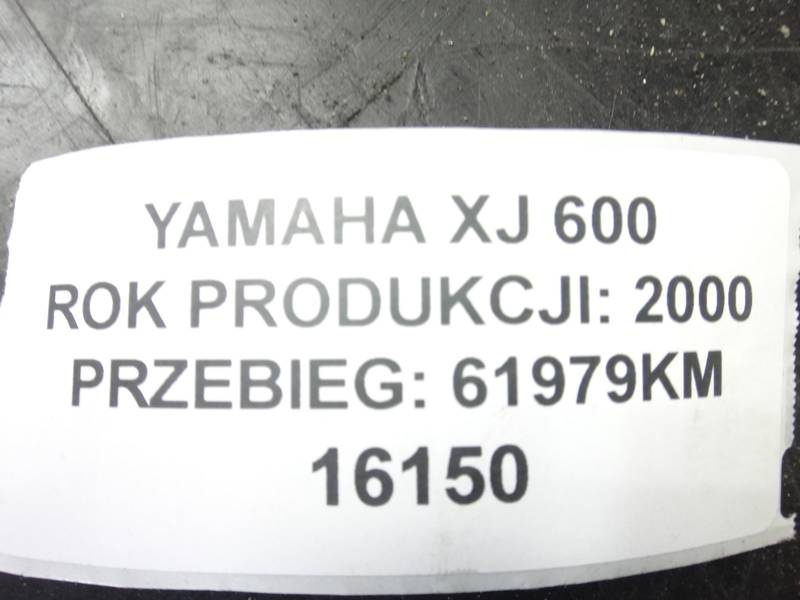 YAMAHA XJ 600
ROK PRODUKCJI: 2000
PRZEBIEG: 61979KM
16150